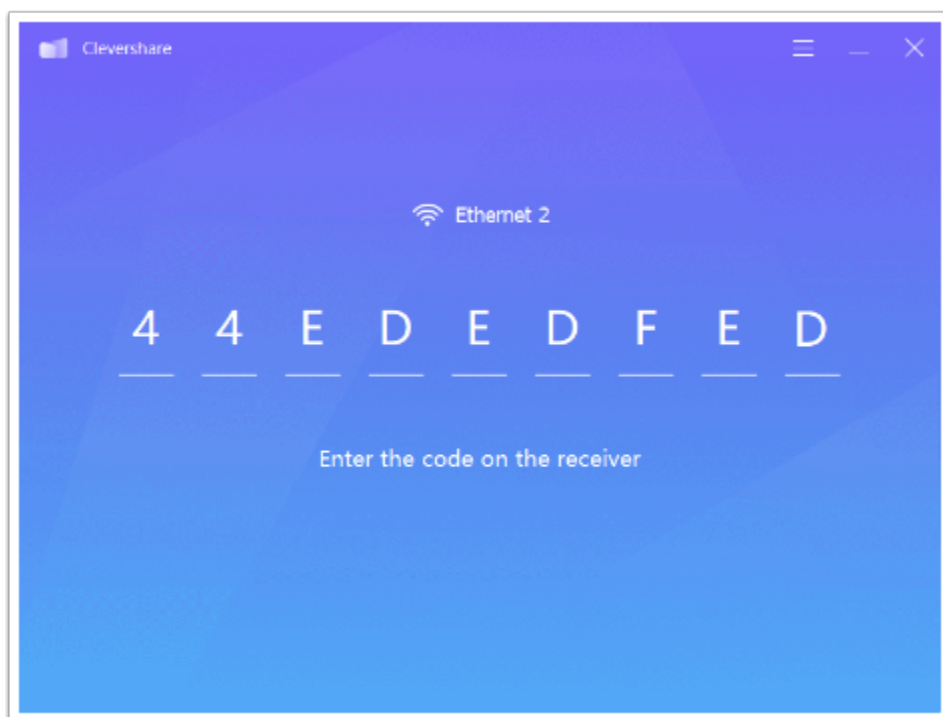 Clevershare
Ethernet 2
4 4 E D E D F E D
Enter the code on the receiver